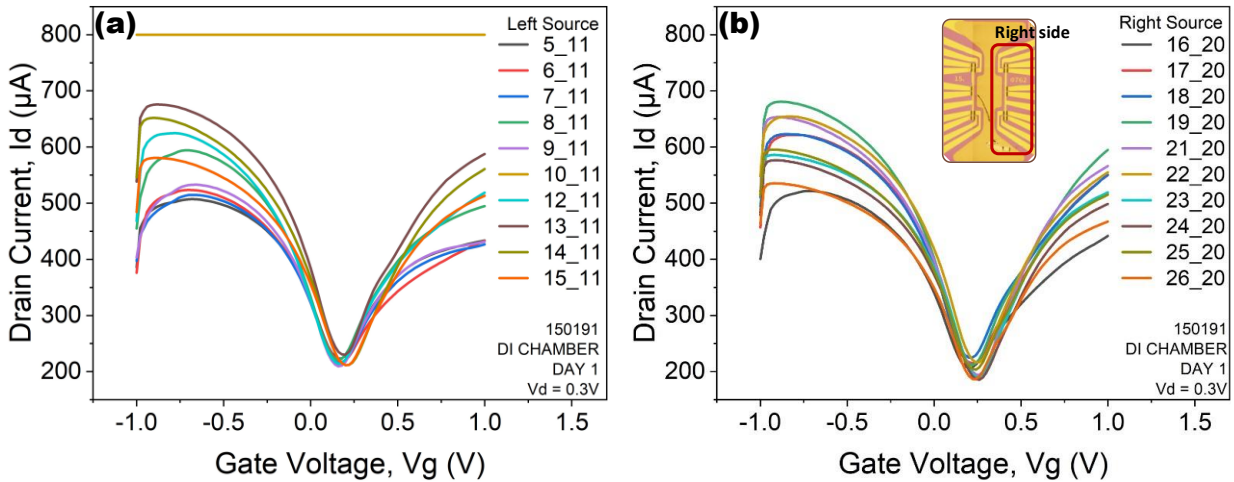 (a)
Left Source
5_11
6_11
7_11
8_11
9_11
10_11
12_11
13_11
14_11
15_11
800
700
600
500
400
300
200
Drain Current, Id (μA)
150191
DI CHAMBER
DAY 1
Vd = 0.3V
-1.0 -0.5 0.0 0.5 1.0 1.5
Gate Voltage, Vg (V)
(b)
Right side
Right Source
16_20
17_20
18_20
19_20
21_20
22_20
23_20
24_20
25_20
26_20
800
700
600
500
400
300
200
Drain Current, Id (μA)
150191
DI CHAMBER
DAY 1
Vd = 0.3V
-1.0 -0.5 0.0 0.5 1.0 1.5
Gate Voltage, Vg (V)